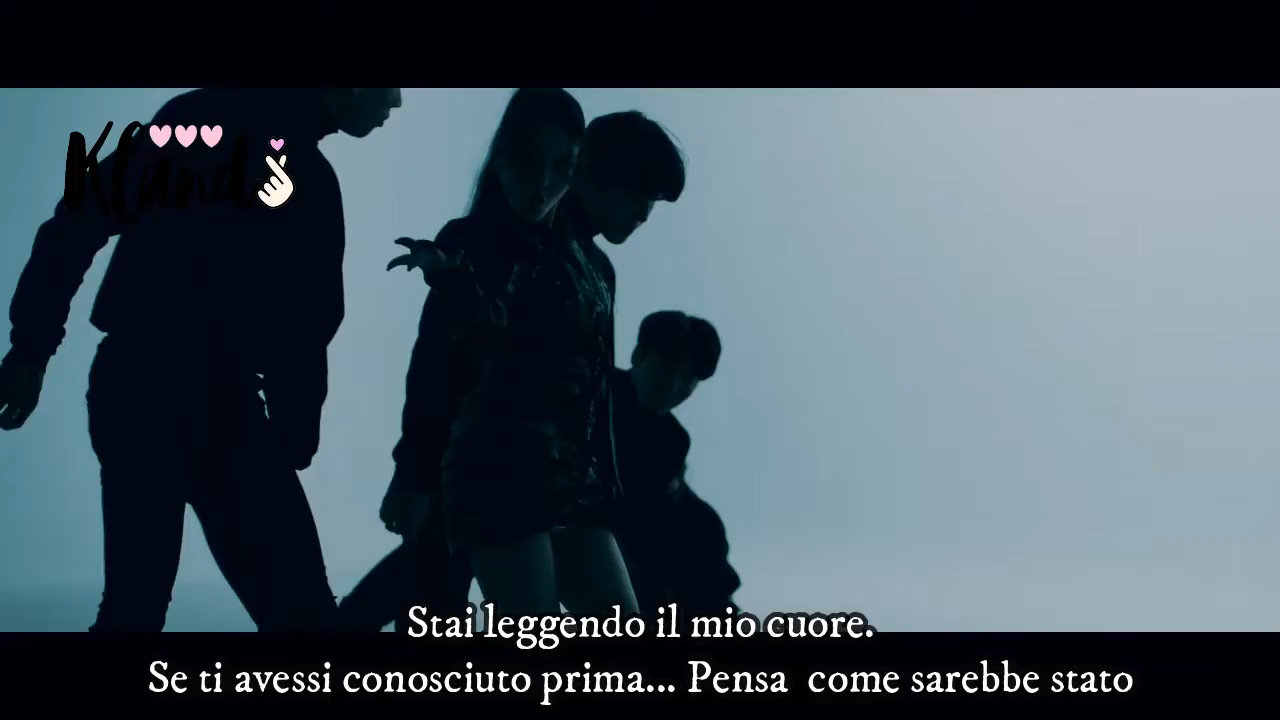 Kland
Stai leggendo il mio cuore.
Se ti avessi conosciuto prima... Pensa come sarebbe stato